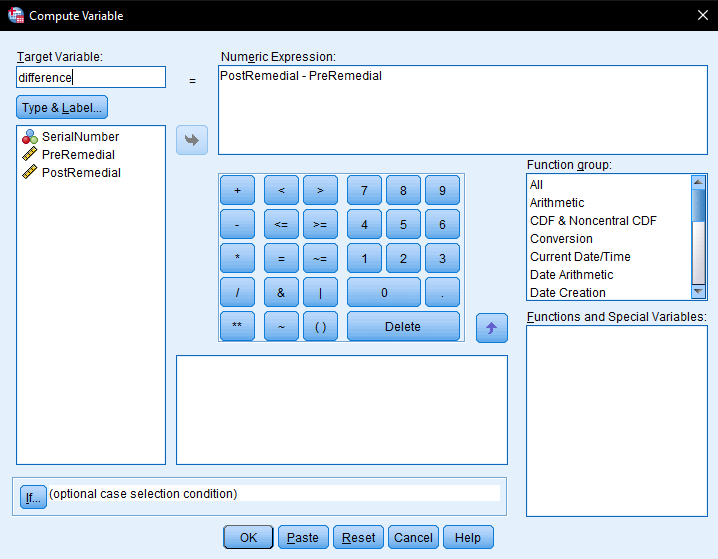 Compute Variable
Target Variable:
difference
=
Numeric Expression:
PostRemedial - PreRemedial
Type & Label...
SerialNumber
PreRemedial
PostRemedial
+ < > 7 8 9
- <= >= 4 5 6
* = ~= 1 2 3
/ & | 0 .
** ~ ( ) Delete
Function group:
All
Arithmetic
CDF & Noncentral CDF
Conversion
Current Date/Time
Date Arithmetic
Date Creation
Functions and Special Variables:
If... (optional case selection condition)
OK Paste Reset Cancel Help